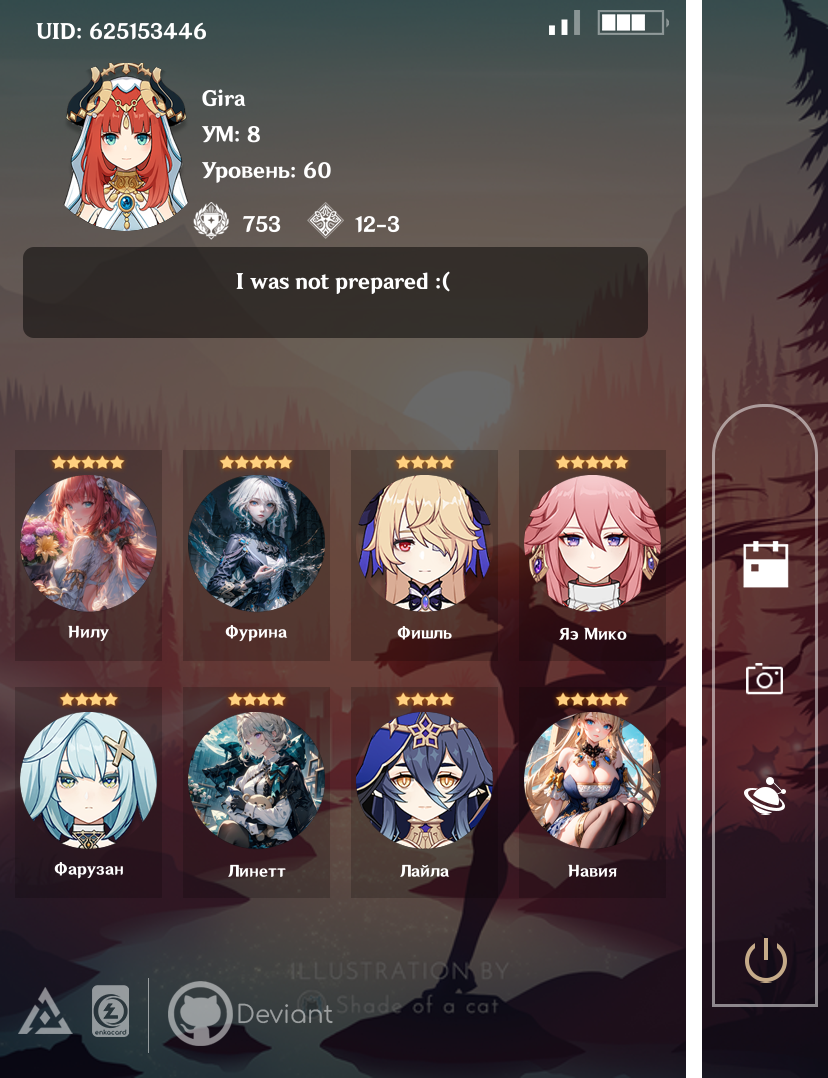 UID: 625153446
Gira
УМ: 8
Уровень: 60
753 12-3
I was not prepared :(
Нилу
Фурина
Фишль
Яэ Мико
Фарузан
Линетт
Лайла
Навия
ILLUSTRATION BY
Shade of a cat
enkacard
Deviant